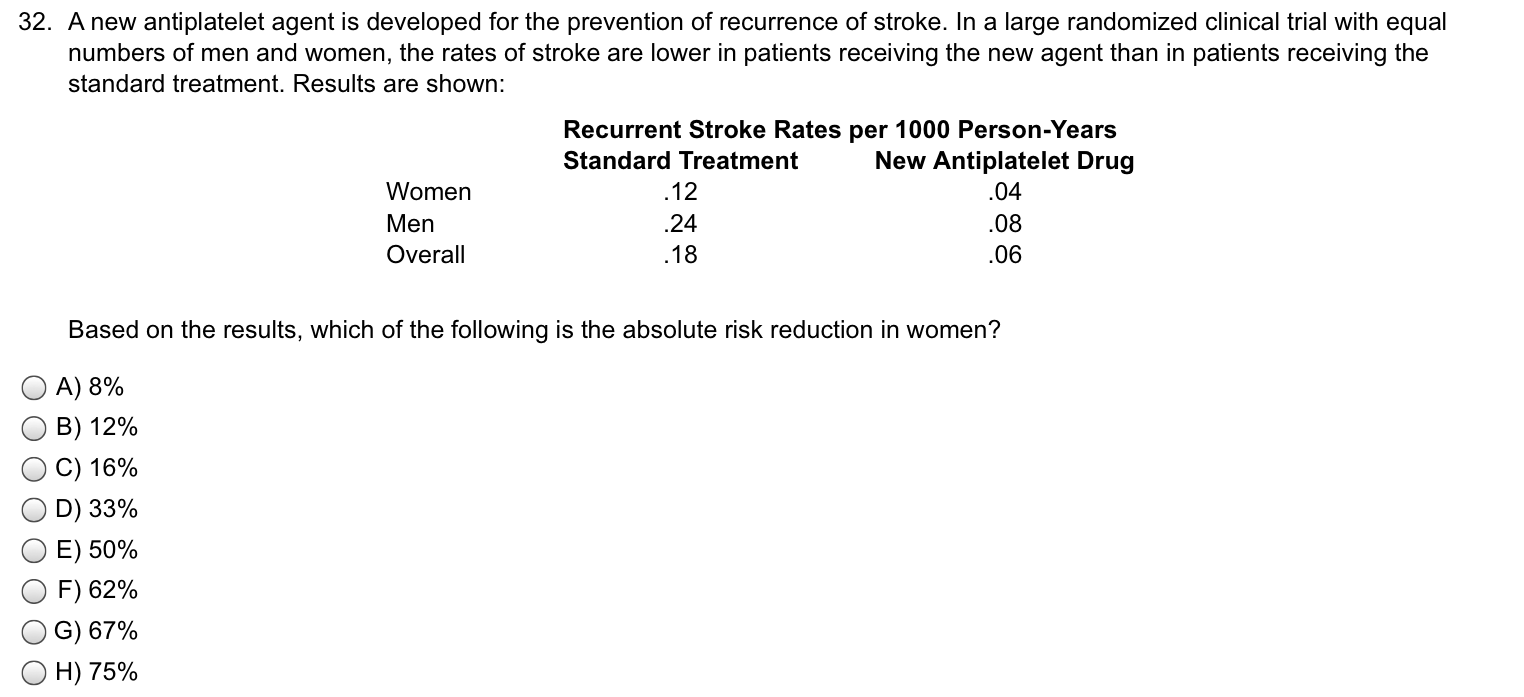 32. A new antiplatelet agent is developed for the prevention of recurrence of stroke. In a large randomized clinical trial with equal
numbers of men and women, the rates of stroke are lower in patients receiving the new agent than in patients receiving the
standard treatment. Results are shown:
Recurrent Stroke Rates per 1000 Person-Years
Standard Treatment New Antiplatelet Drug
Women .12 .04
Men .24 .08
Overall .18 .06
Based on the results, which of the following is the absolute risk reduction in women?
A) 8%
B) 12%
C) 16%
D) 33%
E) 50%
F) 62%
G) 67%
H) 75%